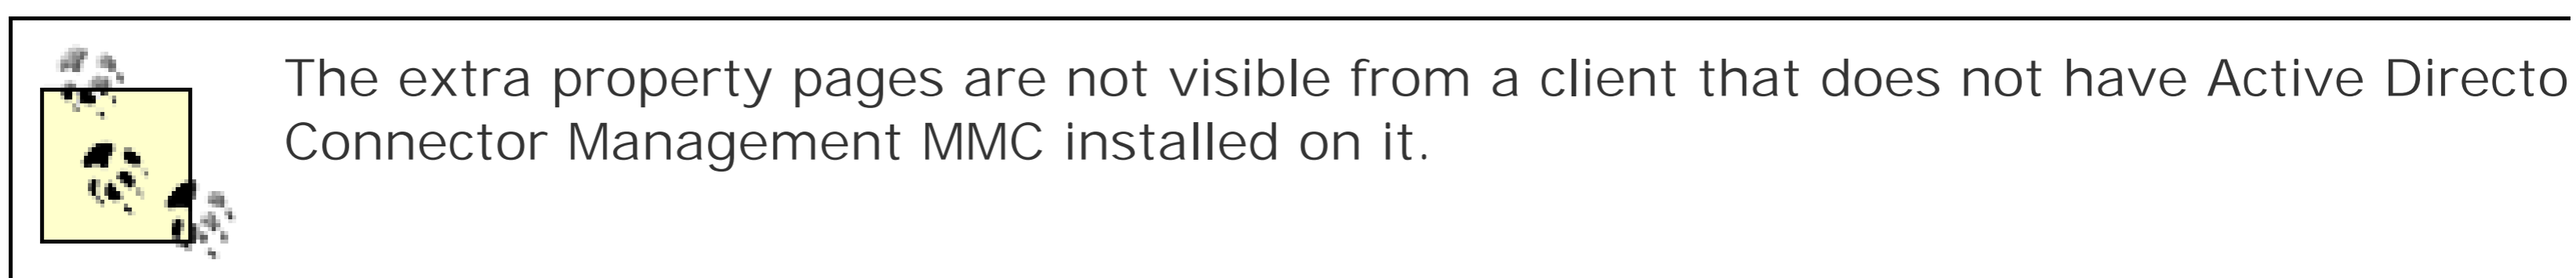 The extra property pages are not visible from a client that does not have Active Directo
Connector Management MMC installed on it.